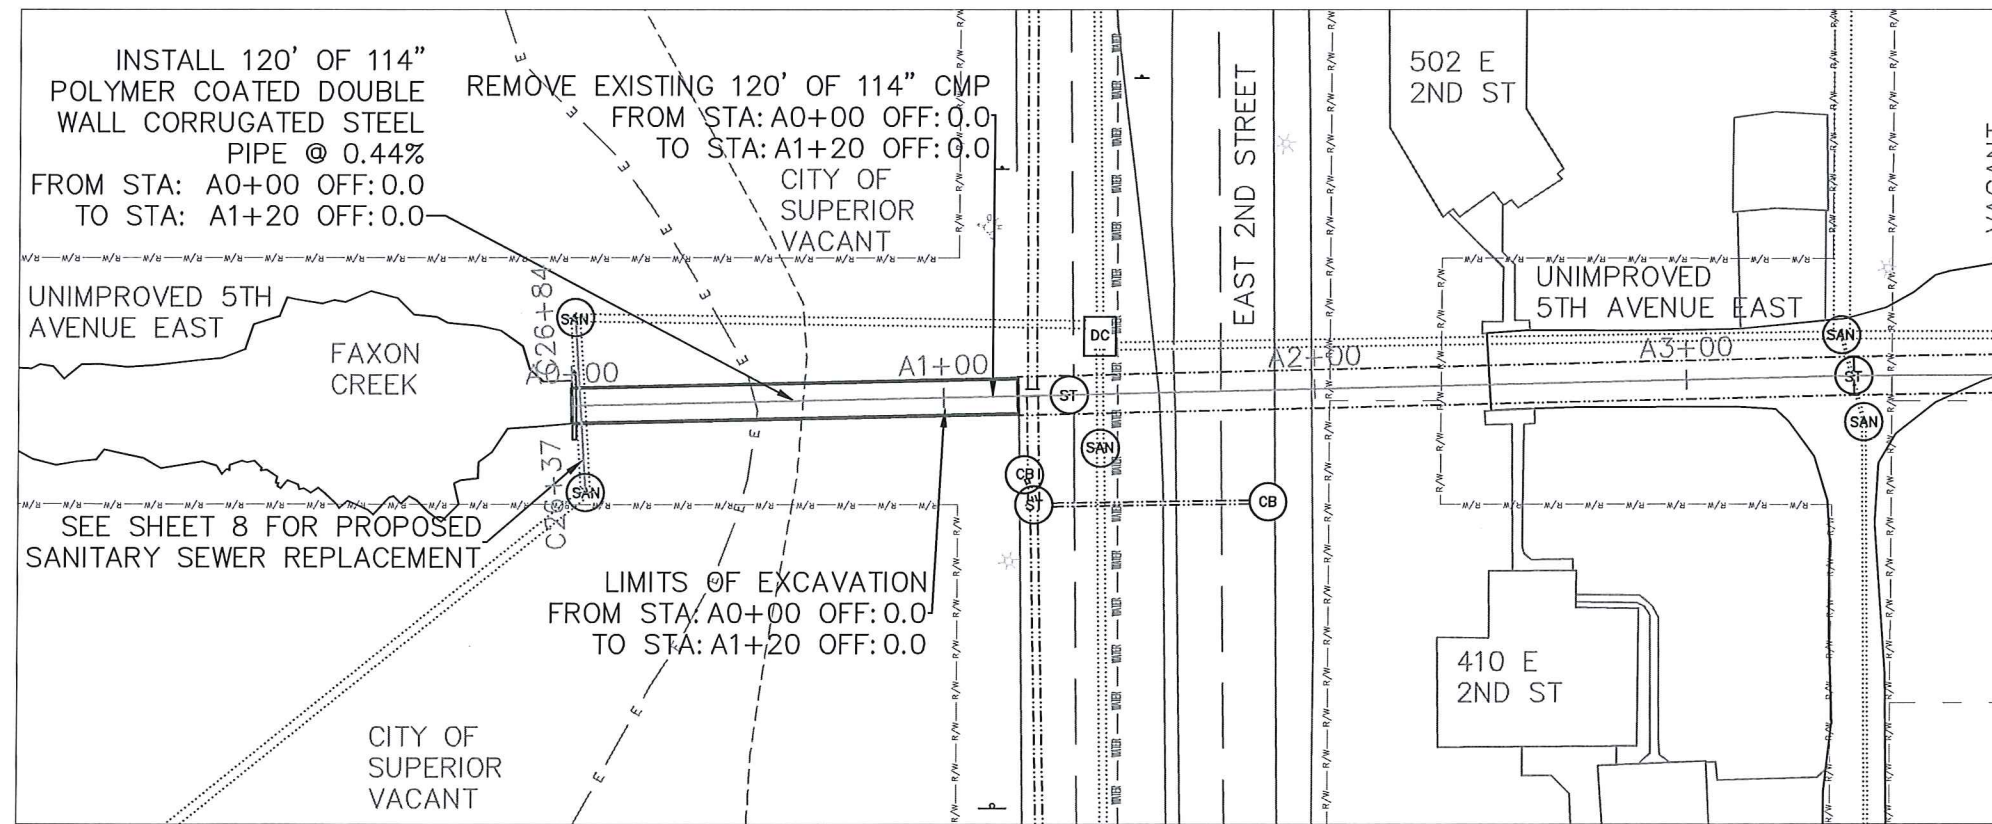 INSTALL 120' OF 114"
POLYMER COATED DOUBLE
WALL CORRUGATED STEEL
PIPE @ 0.44%
FROM STA: A0+00 OFF:0.0
TO STA: A1+20 OFF:0.0
REMOVE EXISTING 120' OF 114" CMP
FROM STA: A0+00 OFF:0.0
TO STA: A1+20 OFF:0.0
CITY OF
SUPERIOR
VACANT
EAST 2ND STREET
502 E
2ND ST
UNIMPROVED 5TH
AVENUE EAST
FAXON
CREEK
SAN
A0+00
A1+00
DC
ST
A2+00
UNIMPROVED
5TH AVENUE EAST
A3+00
SAN
ST
SAN
SAN
CB
ST
CB
SAN
C26+37
SEE SHEET 8 FOR PROPOSED
SANITARY SEWER REPLACEMENT
LIMITS OF EXCAVATION
FROM STA: A0+00 OFF:0.0
TO STA: A1+20 OFF:0.0
CITY OF
SUPERIOR
VACANT
410 E
2ND ST